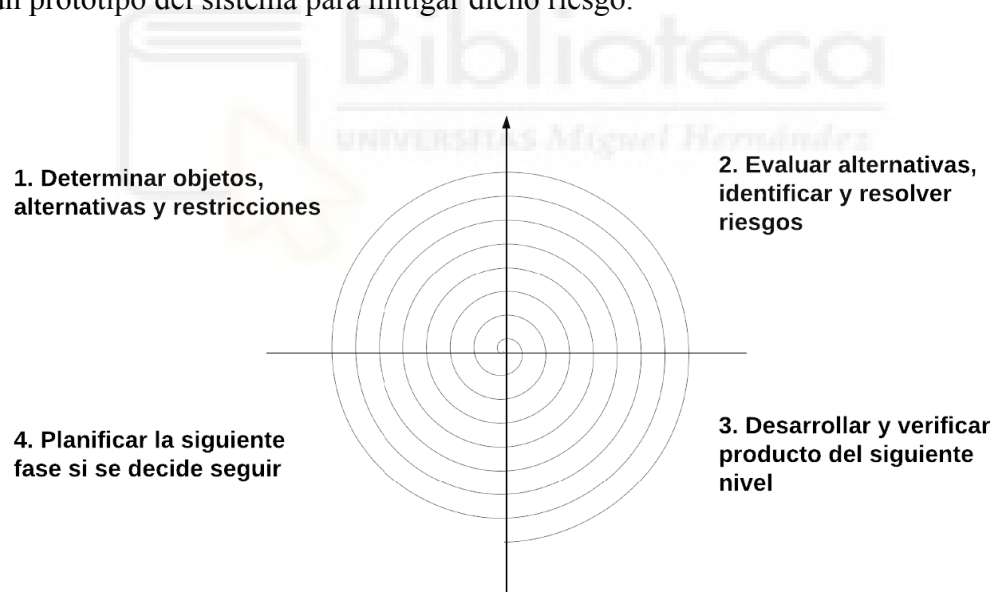 un prototipo del sistema para mitigar dicho riesgo.
Biblioteca
UNIVERSITAS Miguel Hernández
1. Determinar objetos,
alternativas y restricciones
2. Evaluar alternativas,
identificar y resolver
riesgos
4. Planificar la siguiente
fase si se decide seguir
3. Desarrollar y verificar
producto del siguiente
nivel